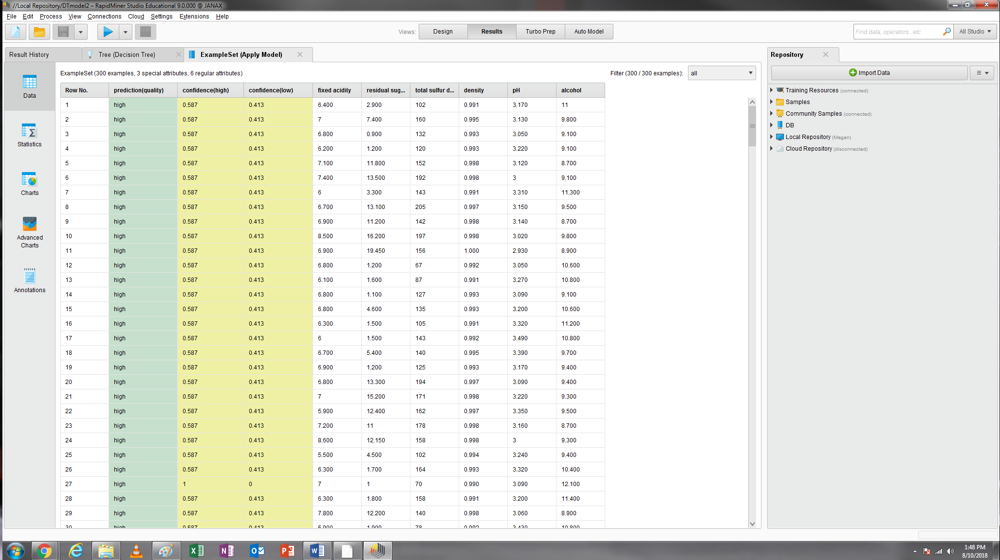 //Local Repository/DTmodel2 – RapidMiner Studio Educational 9.0.000 @ JANAX
File Edit Process View Connections Cloud Settings Extensions Help
Views: Design Results Turbo Prep Auto Model
Find data, operators...etc All Studio
Result History Tree (Decision Tree) ExampleSet (Apply Model)
Repository
ExampleSet (300 examples, 3 special attributes, 6 regular attributes) Filter (300 / 300 examples): all
Import Data
Data
Statistics
Charts
Advanced
Charts
Annotations
Row No. prediction(quality) confidence(high) confidence(low) fixed acidity residual sug... total sulfur d... density pH alcohol
1 high 0.587 0.413 6.400 2.900 102 0.991 3.170 11
2 high 0.587 0.413 7 7.400 160 0.995 3.130 9.800
3 high 0.587 0.413 6.800 0.900 132 0.993 3.050 9.100
4 high 0.587 0.413 6.200 1.200 120 0.993 3.220 9.100
5 high 0.587 0.413 7.100 11.800 152 0.998 3.120 8.700
6 high 0.587 0.413 7.400 13.500 192 0.998 3 9.100
7 high 0.587 0.413 6 3.300 143 0.991 3.310 11.300
8 high 0.587 0.413 6.700 13.100 205 0.997 3.150 9.500
9 high 0.587 0.413 6.900 11.200 142 0.998 3.140 8.700
10 high 0.587 0.413 8.500 16.200 197 0.998 3.020 9.800
11 high 0.587 0.413 6.900 19.450 156 1.000 2.930 8.900
12 high 0.587 0.413 6.800 1.200 67 0.992 3.050 10.600
13 high 0.587 0.413 6.100 1.600 87 0.991 3.270 10.800
14 high 0.587 0.413 6.800 1.100 127 0.993 3.090 9.100
15 high 0.587 0.413 6.800 4.600 135 0.993 3.200 10.600
16 high 0.587 0.413 6.300 1.500 105 0.991 3.320 11.200
17 high 0.587 0.413 6 1.500 143 0.992 3.490 10.800
18 high 0.587 0.413 6.700 5.400 140 0.995 3.390 9.700
19 high 0.587 0.413 6.900 1.200 125 0.993 3.170 9.400
20 high 0.587 0.413 6.800 13.300 194 0.997 3.090 9.400
21 high 0.587 0.413 7 15.200 171 0.998 3.220 9.300
22 high 0.587 0.413 5.900 12.400 162 0.997 3.350 9.500
23 high 0.587 0.413 7.200 11 178 0.998 3.160 8.700
24 high 0.587 0.413 8.600 12.150 158 0.998 3 9.300
25 high 0.587 0.413 5.500 4.500 102 0.994 3.240 9.400
26 high 0.587 0.413 6.300 1.700 164 0.993 3.320 10.400
27 high 1 0 7 1 70 0.990 3.090 12.100
28 high 0.587 0.413 6.300 1.800 158 0.991 3.200 11.400
29 high 0.587 0.413 7.800 12.200 140 0.998 3.060 8.900
30 high 0.587 0.413 5.900 1.900 78 0.992 3.430 10.800
Training Resources (connected)
Samples
Community Samples (connected)
DB
Local Repository (Megan)
Cloud Repository (disconnected)
1:48 PM
8/10/2018